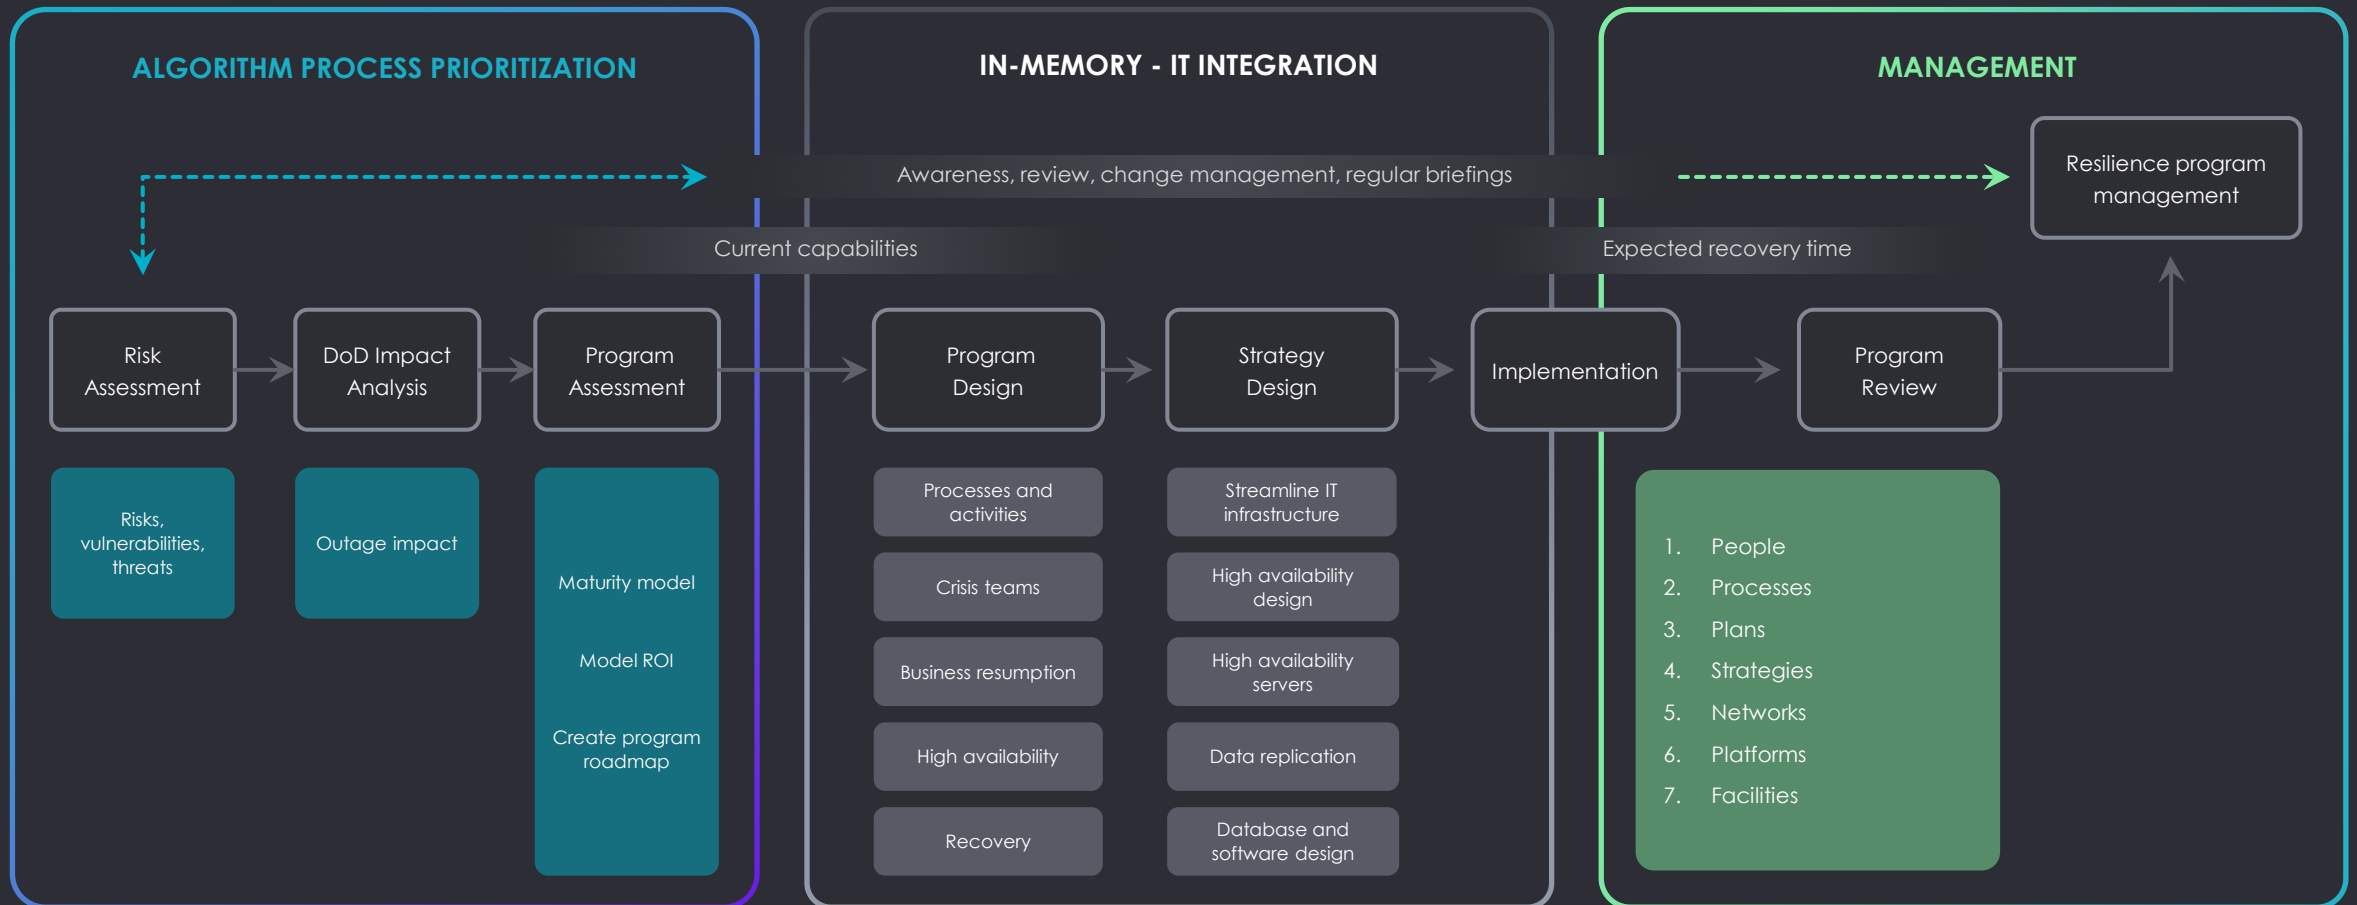 ALGORITHM PROCESS PRIORITIZATION
IN-MEMORY - IT INTEGRATION
MANAGEMENT
Awareness, review, change management, regular briefings
Resilience program
management
Current capabilities
Expected recovery time
Risk
Assessment
DoD Impact
Analysis
Program
Assessment
Program
Design
Strategy
Design
Implementation
Program
Review
Risks,
vulnerabilities,
threats
Outage impact
Maturity model
Model ROI
Create program
roadmap
Processes and
activities
Crisis teams
Business resumption
High availability
Recovery
Streamline IT
infrastructure
High availability
design
High availability
servers
Data replication
Database and
software design
1. People
2. Processes
3. Plans
4. Strategies
5. Networks
6. Platforms
7. Facilities